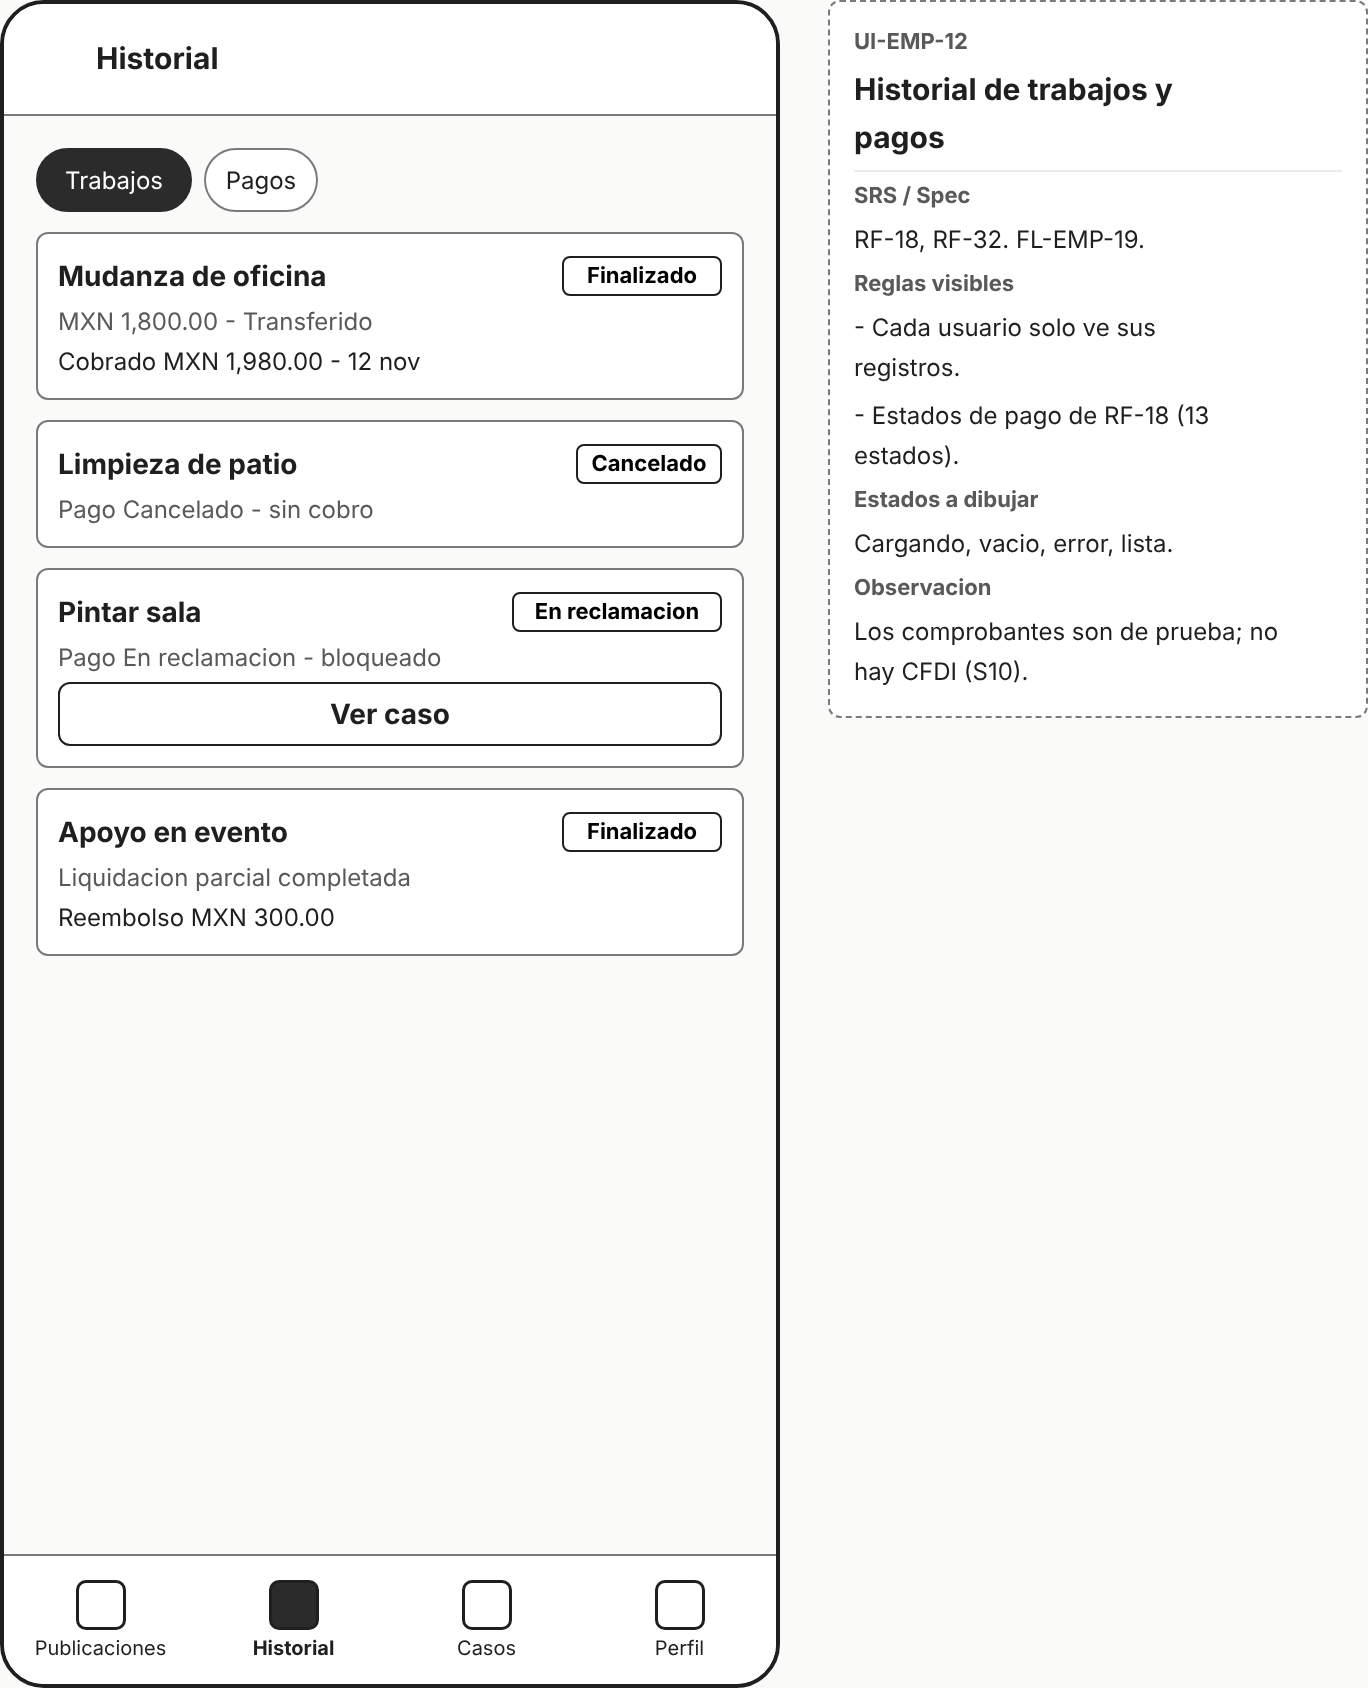 Historial
Trabajos
Pagos
Mudanza de oficina
Finalizado
MXN 1,800.00 - Transferido
Cobrado MXN 1,980.00 - 12 nov
Limpieza de patio
Cancelado
Pago Cancelado - sin cobro
Pintar sala
En reclamacion
Pago En reclamacion - bloqueado
Ver caso
Apoyo en evento
Finalizado
Liquidacion parcial completada
Reembolso MXN 300.00
Publicaciones
Historial
Casos
Perfil
UI-EMP-12
Historial de trabajos y
pagos
SRS / Spec
RF-18, RF-32. FL-EMP-19.
Reglas visibles
- Cada usuario solo ve sus
registros.
- Estados de pago de RF-18 (13
estados).
Estados a dibujar
Cargando, vacio, error, lista.
Observacion
Los comprobantes son de prueba; no
hay CFDI (S10).